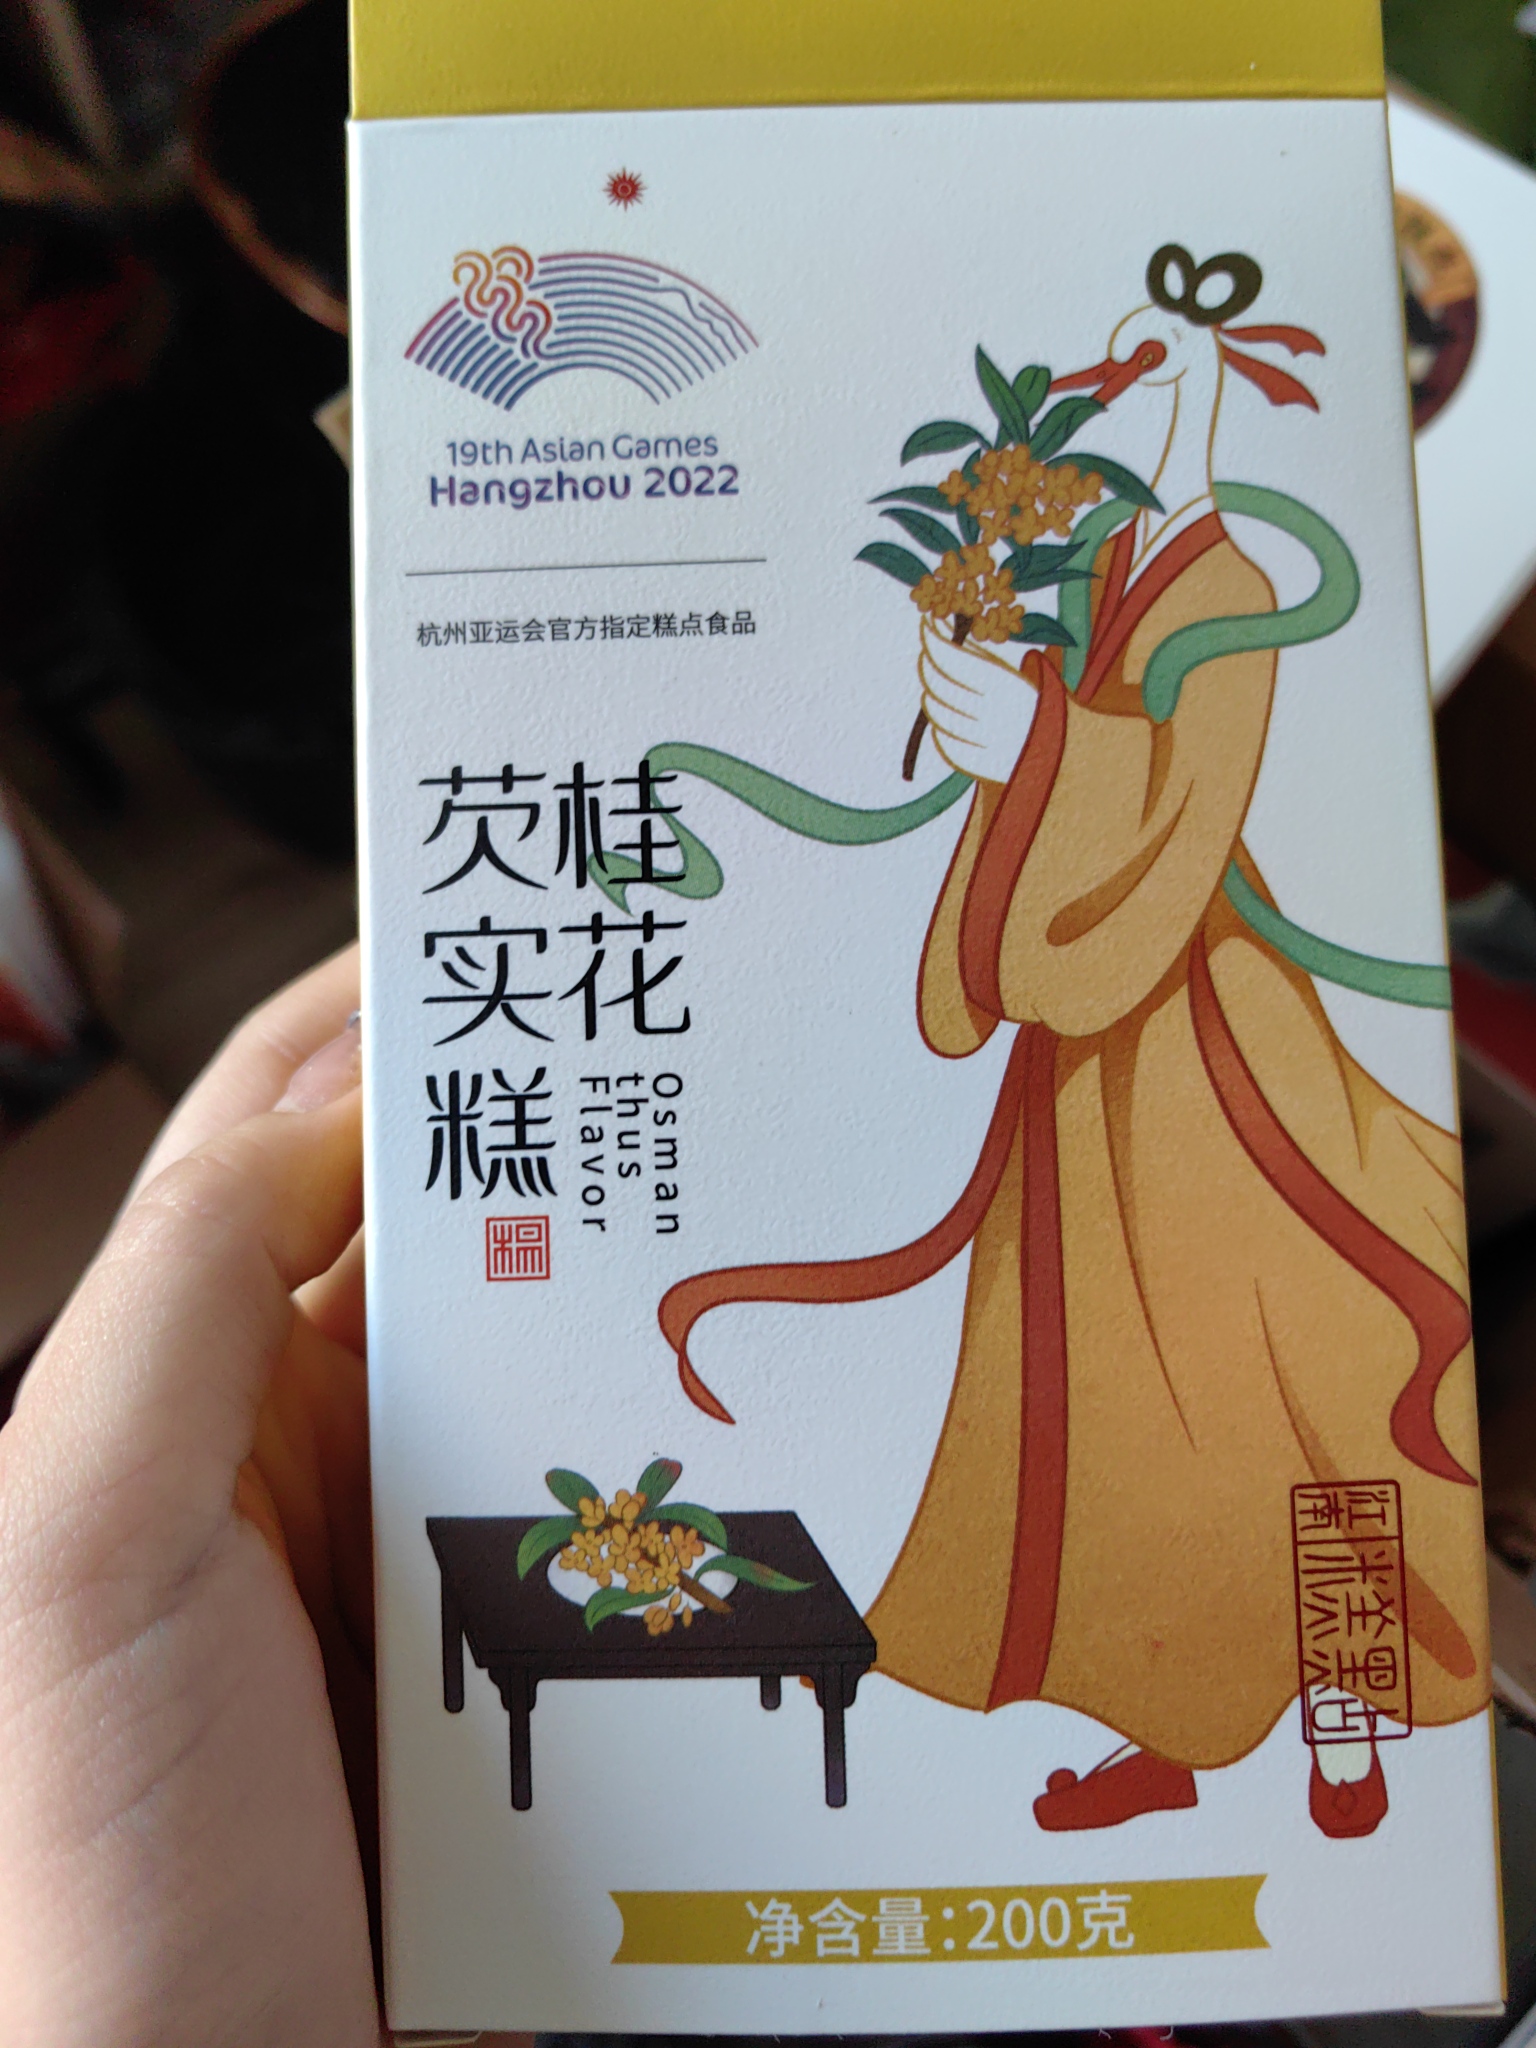 19th Asian Games
Hangzhou 2022
杭州亚运会官方指定糕点食品
桂花
芡实糕
Osman
thus
Flavor
净含量:200克